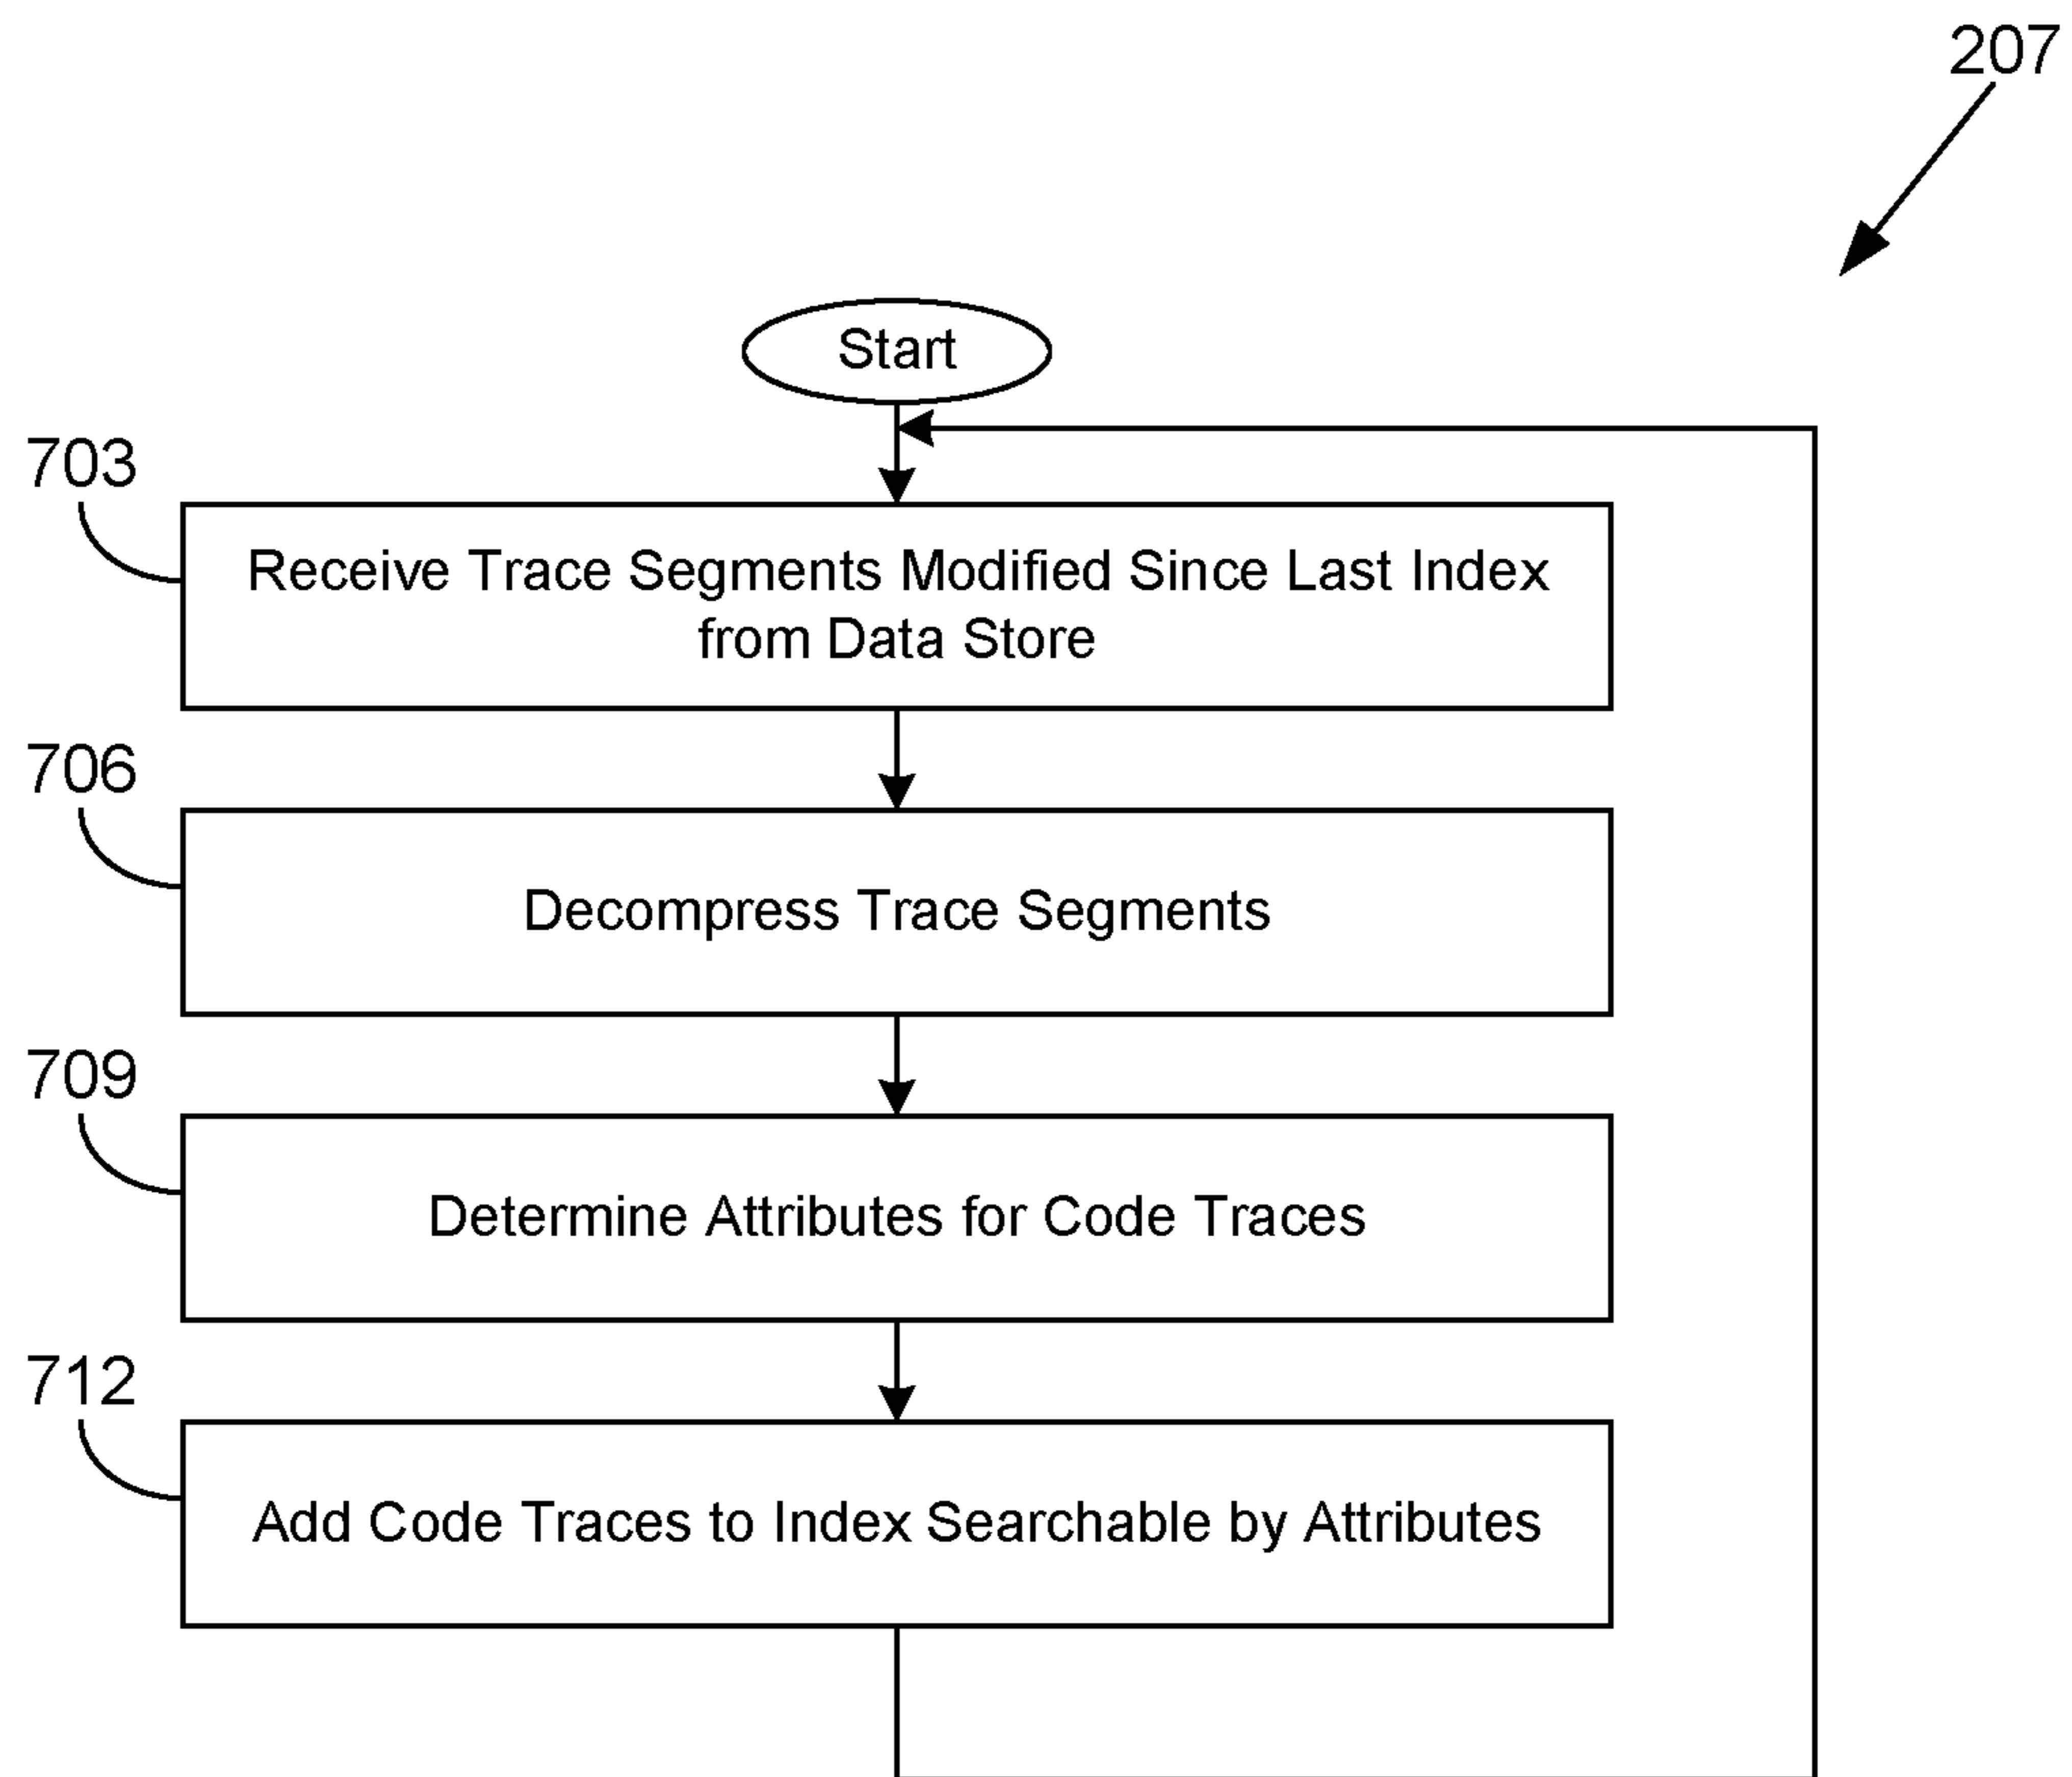 207
Start
703
Receive Trace Segments Modified Since Last Index
from Data Store
706
Decompress Trace Segments
709
Determine Attributes for Code Traces
712
Add Code Traces to Index Searchable by Attributes